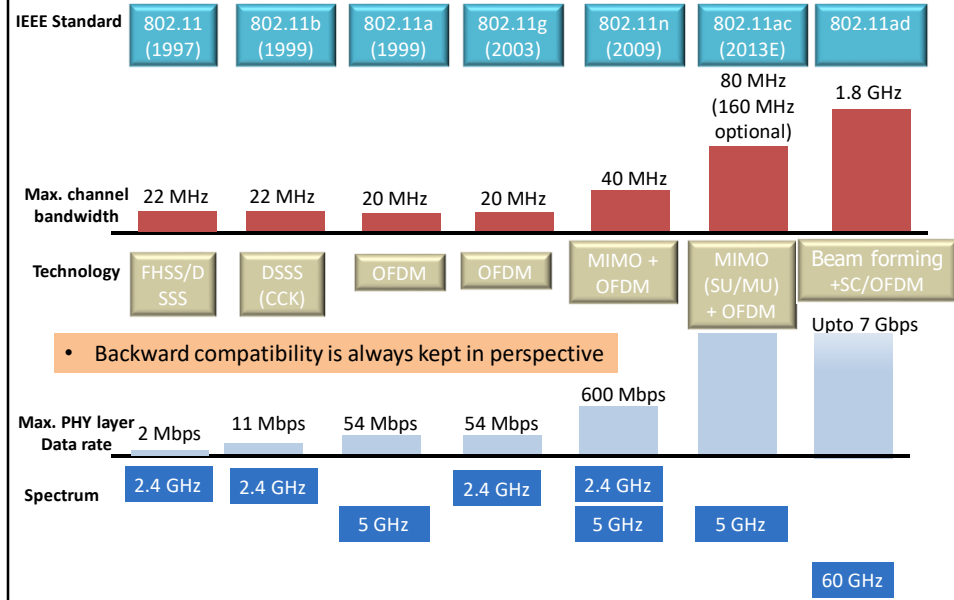 IEEE Standard
802.11
(1997)
802.11b
(1999)
802.11a
(1999)
802.11g
(2003)
802.11n
(2009)
802.11ac
(2013E)
802.11ad
Max. channel
bandwidth
22 MHz
22 MHz
20 MHz
20 MHz
40 MHz
80 MHz
(160 MHz
optional)
1.8 GHz
Technology
FHSS/D
SSS
DSSS
(CCK)
OFDM
OFDM
MIMO +
OFDM
MIMO
(SU/MU)
+ OFDM
Beam forming
+SC/OFDM
• Backward compatibility is always kept in perspective
Max. PHY layer
Data rate
2 Mbps
11 Mbps
54 Mbps
54 Mbps
600 Mbps
Upto 7 Gbps
Spectrum
2.4 GHz
2.4 GHz
2.4 GHz
2.4 GHz
5 GHz
5 GHz
5 GHz
60 GHz